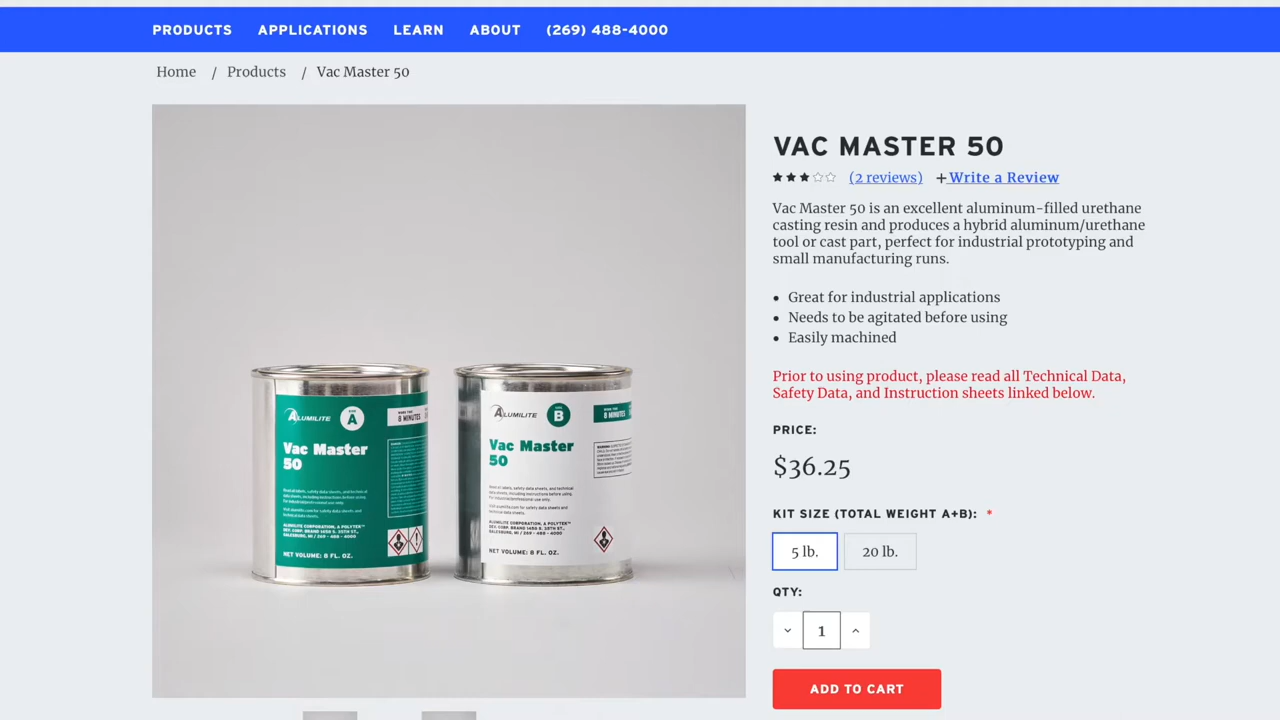 PRODUCTS APPLICATIONS LEARN ABOUT (269) 488-4000
Home / Products / Vac Master 50
VAC MASTER 50
(2 reviews) + Write a Review
Vac Master 50 is an excellent aluminum-filled urethane
casting resin and produces a hybrid aluminum/urethane
tool or cast part, perfect for industrial prototyping and
small manufacturing runs.
• Great for industrial applications
• Needs to be agitated before using
• Easily machined
Prior to using product, please read all Technical Data,
Safety Data, and Instruction sheets linked below.
PRICE:
$36.25
KIT SIZE (TOTAL WEIGHT A+B): *
5 lb. 20 lb.
QTY:
1
ADD TO CART
ALUMILITE
A
8 MINUTES
Vac Master
50
NET VOLUME: 8 FL. OZ.
ALUMILITE
B
8 MINUTES
Vac Master
50
NET VOLUME: 8 FL. OZ.